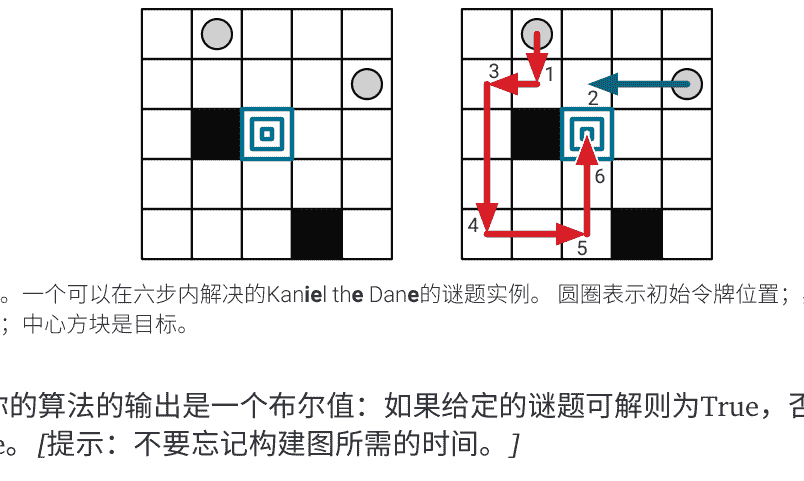 3 1
2
6
4
5
。一个可以在六步内解决的Kaniel the Dane的谜题实例。 圆圈表示初始令牌位置；
；中心方块是目标。
你的算法的输出是一个布尔值：如果给定的谜题可解则为True，否
e。[提示：不要忘记构建图所需的时间。]